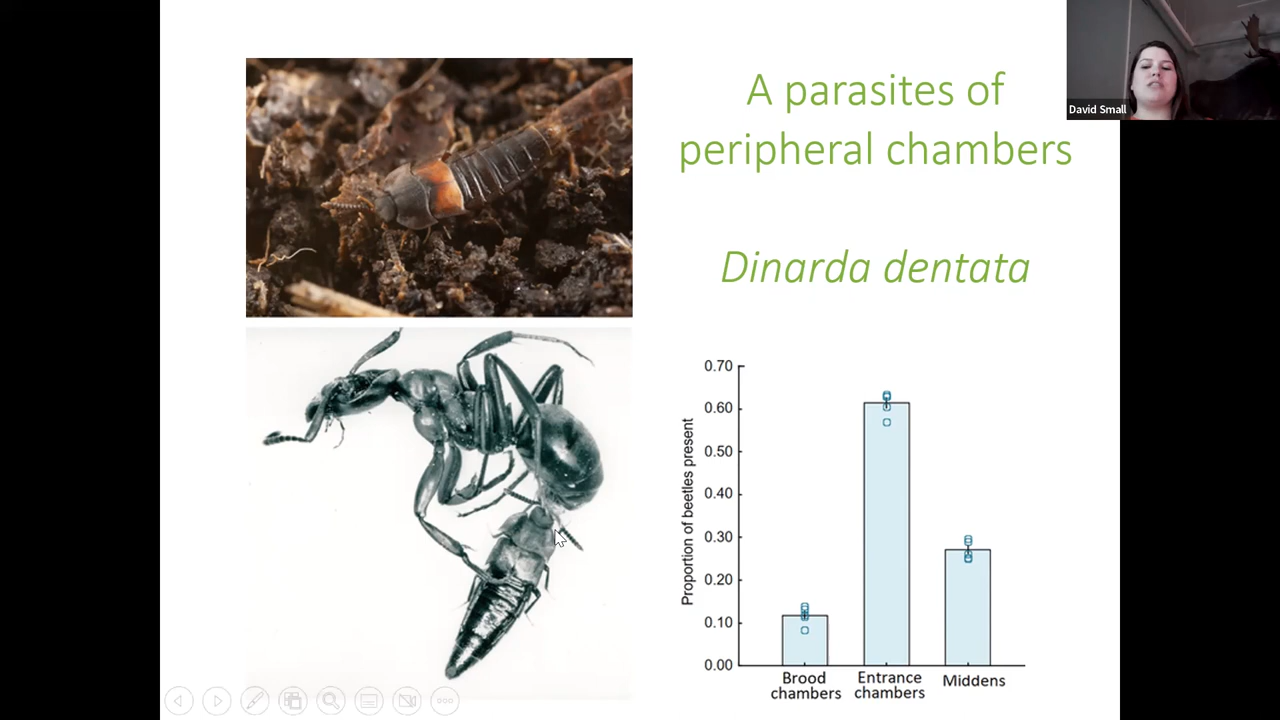 A parasites of
peripheral chambers
Dinarda dentata
David Small
0.70
0.60
0.50
0.40
0.30
0.20
0.10
0.00
Proportion of beetles present
Brood
chambers
Entrance
chambers
Middens